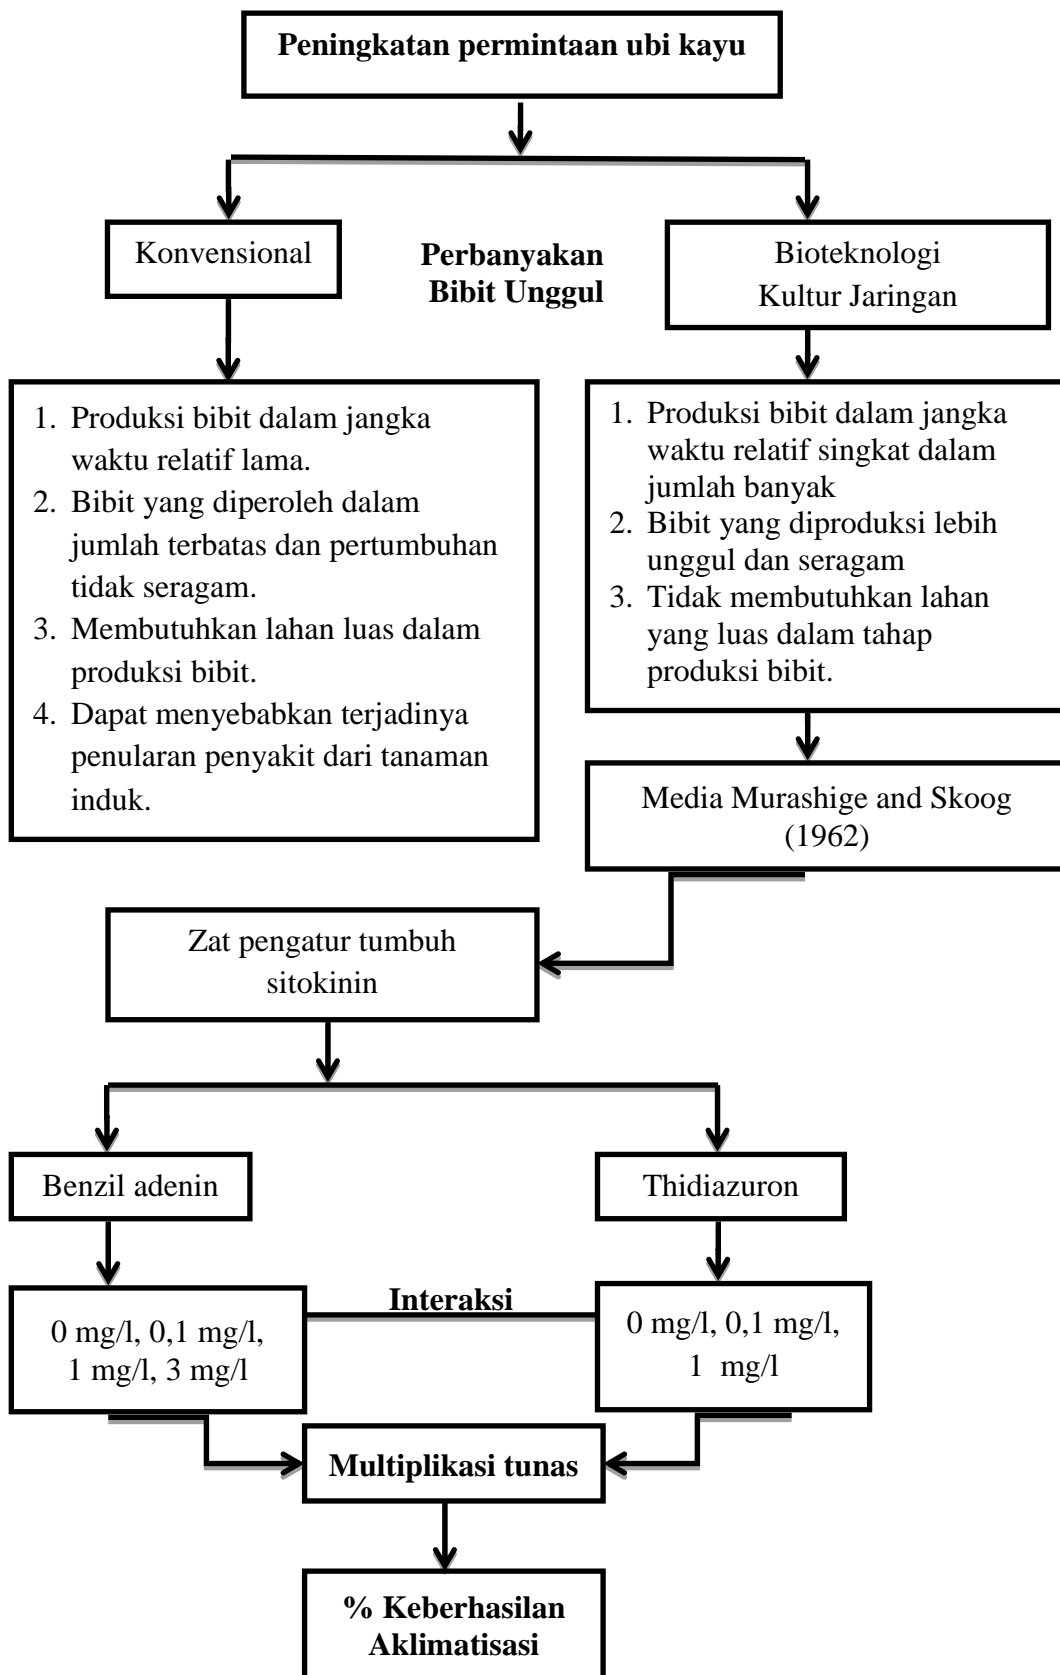 Peningkatan permintaan ubi kayu
Konvensional
Perbanyakan
Bibit Unggul
Bioteknologi
Kultur Jaringan
1. Produksi bibit dalam jangka
waktu relatif lama.
2. Bibit yang diperoleh dalam
jumlah terbatas dan pertumbuhan
tidak seragam.
3. Membutuhkan lahan luas dalam
produksi bibit.
4. Dapat menyebabkan terjadinya
penularan penyakit dari tanaman
induk.
1. Produksi bibit dalam jangka
waktu relatif singkat dalam
jumlah banyak
2. Bibit yang diproduksi lebih
unggul dan seragam
3. Tidak membutuhkan lahan
yang luas dalam tahap
produksi bibit.
Media Murashige and Skoog
(1962)
Zat pengatur tumbuh
sitokinin
Benzil adenin
Thidiazuron
0 mg/l, 0,1 mg/l,
1 mg/l, 3 mg/l
Interaksi
0 mg/l, 0,1 mg/l,
1 mg/l
Multiplikasi tunas
% Keberhasilan
Aklimatisasi